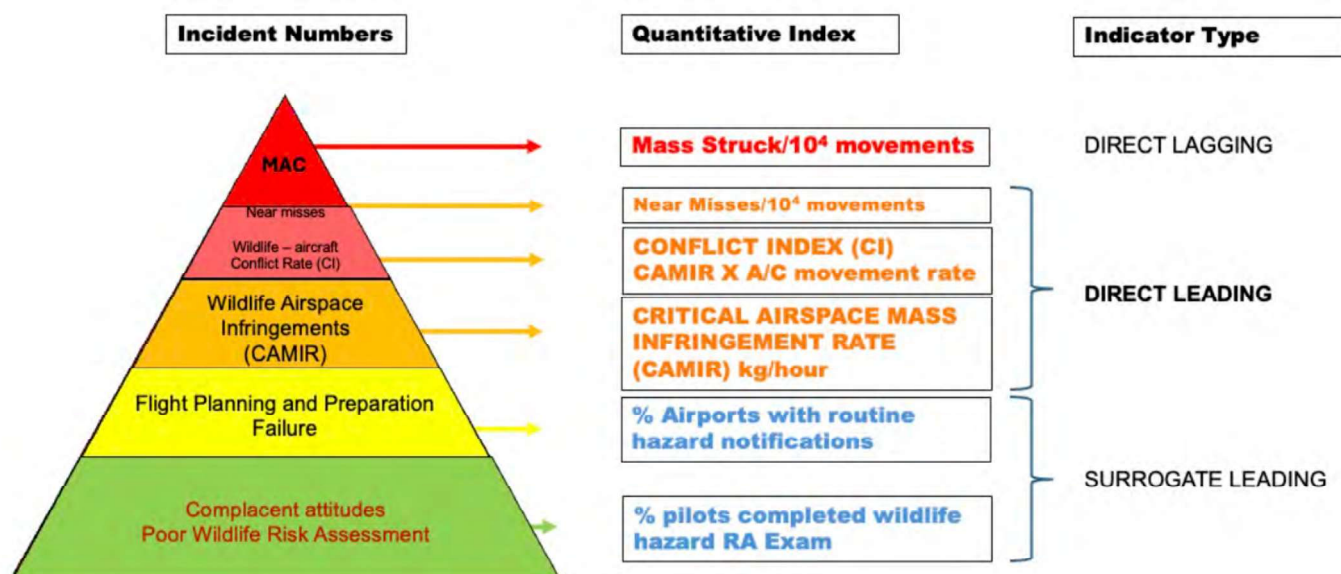 Incident Numbers
Quantitative Index
Indicator Type
MAC
Mass Struck/10⁴ movements
DIRECT LAGGING
Near misses
Near Misses/10⁴ movements
Wildlife – aircraft
Conflict Rate (CI)
CONFLICT INDEX (CI)
CAMIR X A/C movement rate
DIRECT LEADING
Wildlife Airspace
Infringements
(CAMIR)
CRITICAL AIRSPACE MASS
INFRINGEMENT RATE
(CAMIR) kg/hour
Flight Planning and Preparation
Failure
% Airports with routine
hazard notifications
SURROGATE LEADING
Complacent attitudes
Poor Wildlife Risk Assessment
% pilots completed wildlife
hazard RA Exam